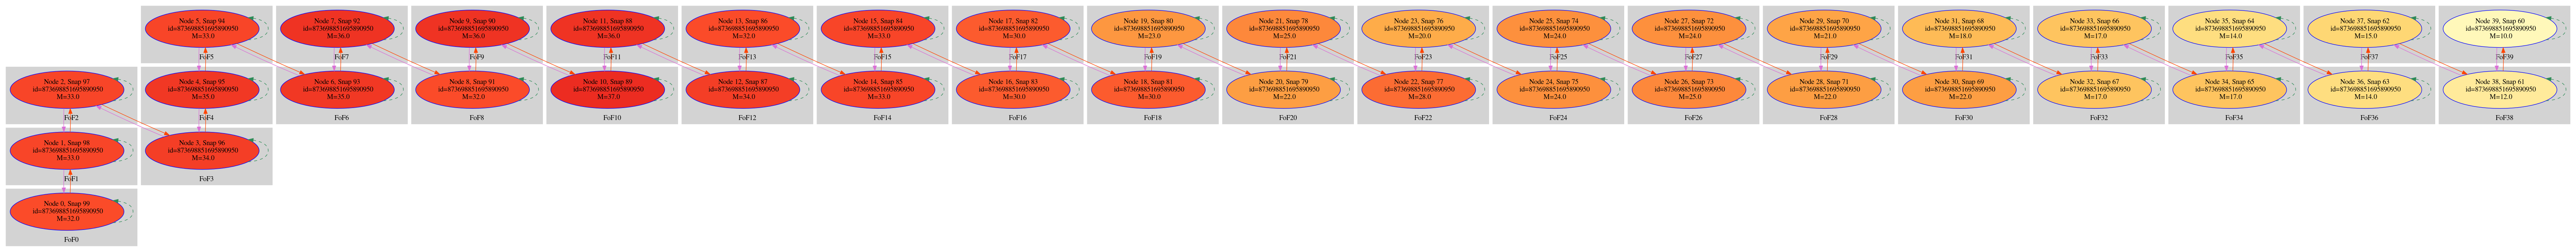 Node 5, Snap 94
id=873698851695890950
M=33.0
FoF5
Node 7, Snap 92
id=873698851695890950
M=36.0
FoF7
Node 9, Snap 90
id=873698851695890950
M=36.0
FoF9
Node 11, Snap 88
id=873698851695890950
M=36.0
FoF11
Node 13, Snap 86
id=873698851695890950
M=32.0
FoF13
Node 15, Snap 84
id=873698851695890950
M=33.0
FoF15
Node 17, Snap 82
id=873698851695890950
M=30.0
FoF17
Node 19, Snap 80
id=873698851695890950
M=23.0
FoF19
Node 21, Snap 78
id=873698851695890950
M=25.0
FoF21
Node 23, Snap 76
id=873698851695890950
M=20.0
FoF23
Node 25, Snap 74
id=873698851695890950
M=24.0
FoF25
Node 27, Snap 72
id=873698851695890950
M=24.0
FoF27
Node 29, Snap 70
id=873698851695890950
M=21.0
FoF29
Node 31, Snap 68
id=873698851695890950
M=18.0
FoF31
Node 33, Snap 66
id=873698851695890950
M=17.0
FoF33
Node 35, Snap 64
id=873698851695890950
M=14.0
FoF35
Node 37, Snap 62
id=873698851695890950
M=15.0
FoF37
Node 39, Snap 60
id=873698851695890950
M=10.0
FoF39
Node 2, Snap 97
id=873698851695890950
M=33.0
FoF2
Node 4, Snap 95
id=873698851695890950
M=35.0
FoF4
Node 6, Snap 93
id=873698851695890950
M=35.0
FoF6
Node 8, Snap 91
id=873698851695890950
M=32.0
FoF8
Node 10, Snap 89
id=873698851695890950
M=37.0
FoF10
Node 12, Snap 87
id=873698851695890950
M=34.0
FoF12
Node 14, Snap 85
id=873698851695890950
M=33.0
FoF14
Node 16, Snap 83
id=873698851695890950
M=30.0
FoF16
Node 18, Snap 81
id=873698851695890950
M=30.0
FoF18
Node 20, Snap 79
id=873698851695890950
M=22.0
FoF20
Node 22, Snap 77
id=873698851695890950
M=28.0
FoF22
Node 24, Snap 75
id=873698851695890950
M=24.0
FoF24
Node 26, Snap 73
id=873698851695890950
M=25.0
FoF26
Node 28, Snap 71
id=873698851695890950
M=22.0
FoF28
Node 30, Snap 69
id=873698851695890950
M=22.0
FoF30
Node 32, Snap 67
id=873698851695890950
M=17.0
FoF32
Node 34, Snap 65
id=873698851695890950
M=17.0
FoF34
Node 36, Snap 63
id=873698851695890950
M=14.0
FoF36
Node 38, Snap 61
id=873698851695890950
M=12.0
FoF38
Node 1, Snap 98
id=873698851695890950
M=33.0
FoF1
Node 3, Snap 96
id=873698851695890950
M=34.0
FoF3
Node 0, Snap 99
id=873698851695890950
M=32.0
FoF0